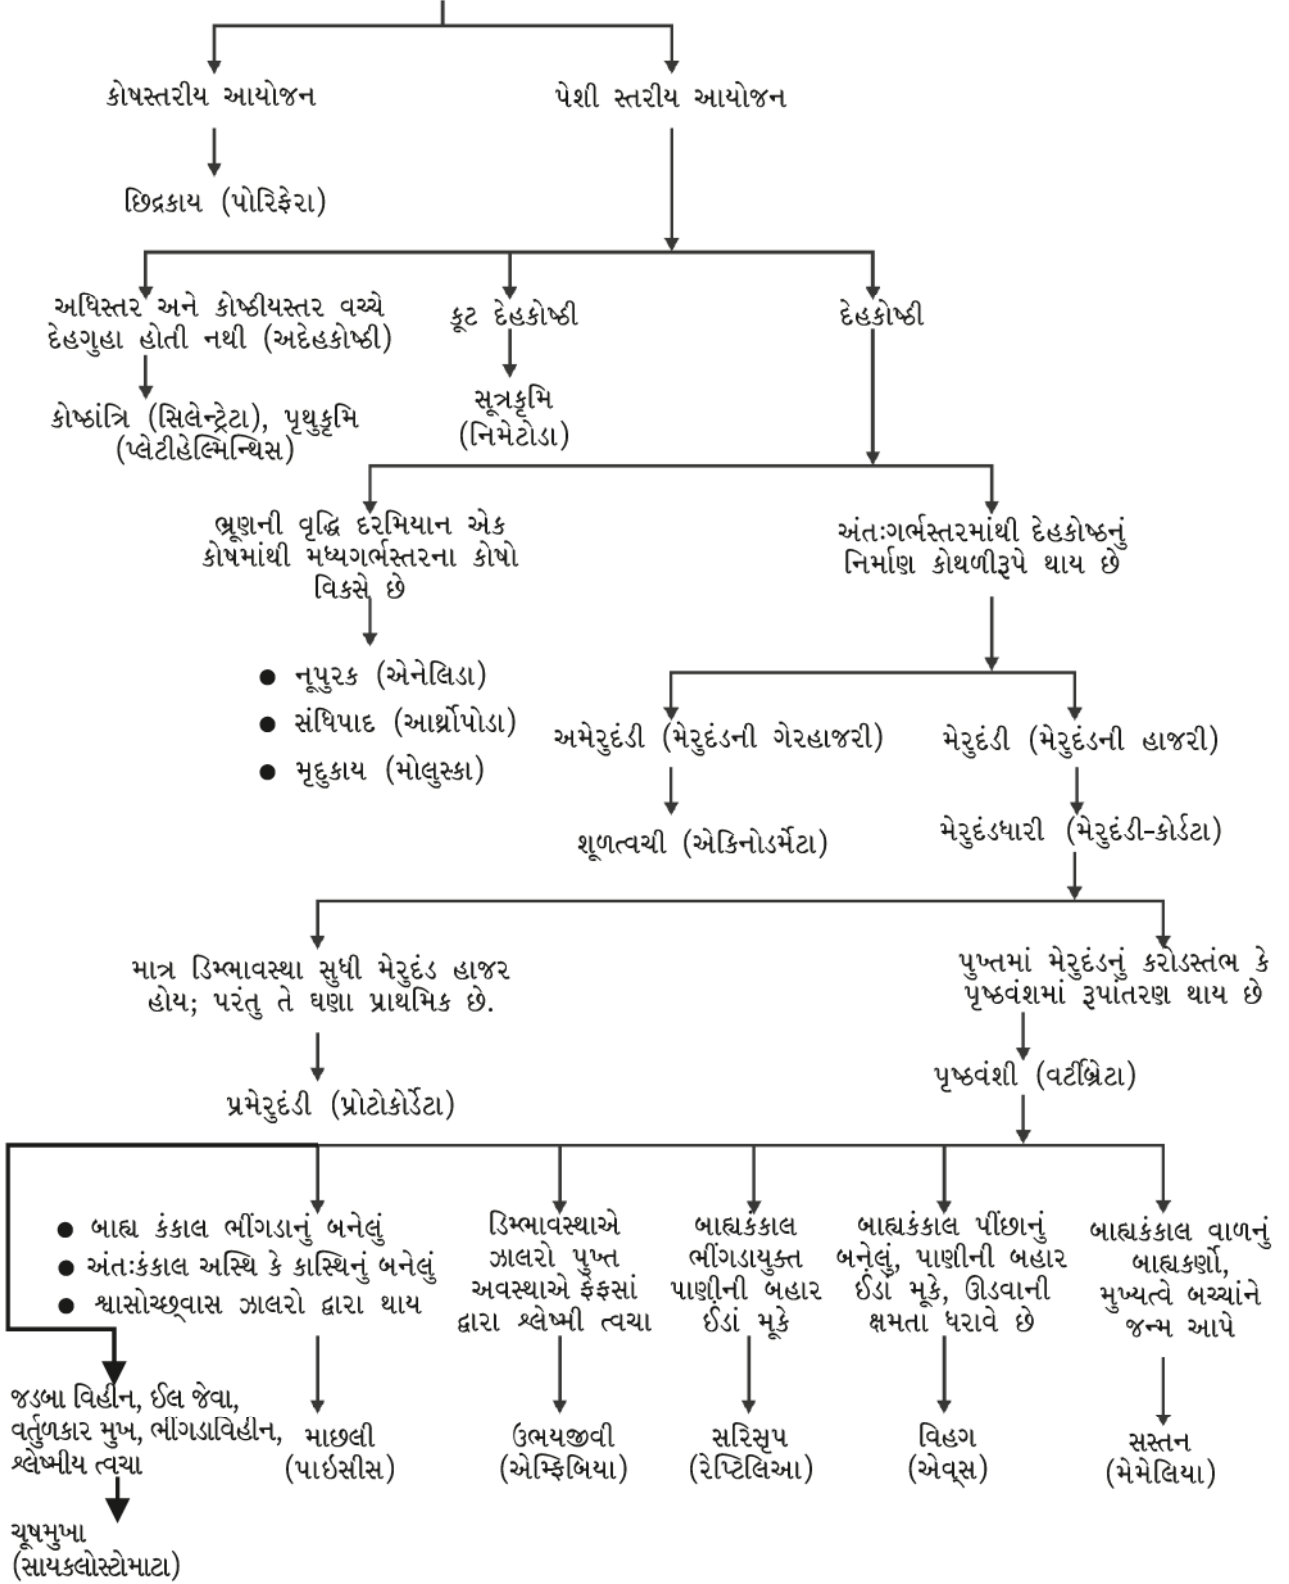 કોષસ્તરીય આયોજન
પેશી સ્તરીય આયોજન
છિદ્રકાય (પોરિફેરા)
અધિસ્તર અને કોષ્ઠીયસ્તર વચ્ચે
દેહગુહા હોતી નથી (અદેહકોષ્ઠી)
કૂટ દેહકોષ્ઠી
દેહકોષ્ઠી
કોષ્ઠાંત્રિ (સિલેન્ટ્રેટા), પૃથુકૃમિ
(પ્લેટીહેલ્મિન્થિસ)
સૂત્રકૃમિ
(નિમેટોડા)
ભ્રૂણની વૃદ્ધિ દરમિયાન એક
કોષમાંથી મધ્યગર્ભસ્તરના કોષો
વિકસે છે
અંતઃગર્ભસ્તરમાંથી દેહકોષ્ઠનું
નિર્માણ કોથળીરૂપે થાય છે
● નૂપુરક (એનેલિડા)
● સંધિપાદ (આર્થ્રોપોડા)
● મૃદુકાય (મોલુસ્કા)
અમેરુદંડી (મેરુદંડની ગેરહાજરી)
મેરુદંડી (મેરુદંડની હાજરી)
શૂળત્વચી (એકિનોડર્મેટા)
મેરુદંડધારી (મેરુદંડી-કોર્ડટા)
માત્ર ડિમ્ભાવસ્થા સુધી મેરુદંડ હાજર
હોય; પરંતુ તે ઘણા પ્રાથમિક છે.
પુખ્તમાં મેરુદંડનું કરોડસ્તંભ કે
પૃષ્ઠવંશમાં રૂપાંતરણ થાય છે
પ્રમેરુદંડી (પ્રોટોકોર્ડેટા)
પૃષ્ઠવંશી (વર્ટીબ્રેટા)
● બાહ્ય કંકાલ ભીંગડાનું બનેલું
● અંતઃકંકાલ અસ્થિ કે કાસ્થિનું બનેલું
● શ્વાસોચ્છ્વાસ ઝાલરો દ્વારા થાય
ડિમ્ભાવસ્થાએ
ઝાલરો પુખ્ત
અવસ્થાએ ફેફસાં
દ્વારા શ્લેષ્મી ત્વચા
બાહ્યકંકાલ
ભીંગડાયુક્ત
પાણીની બહાર
ઈંડાં મૂકે
બાહ્યકંકાલ પીંછાનું
બનેલું, પાણીની બહાર
ઈંડાં મૂકે, ઊડવાની
ક્ષમતા ધરાવે છે
બાહ્યકંકાલ વાળનું
બાહ્યકર્ણો,
મુખ્યત્વે બચ્ચાંને
જન્મ આપે
જડબા વિહીન, ઈલ જેવા,
વર્તુળકાર મુખ, ભીંગડાવિહીન,
શ્લેષ્મીય ત્વચા
માછલી
(પાઇસીસ)
ઉભયજીવી
(એમ્ફિબિયા)
સરિસૃપ
(રેપ્ટિલિઆ)
વિહગ
(એવ્સ)
સસ્તન
(મેમેલિયા)
ચૂષમુખા
(સાયક્લોસ્ટોમાટા)